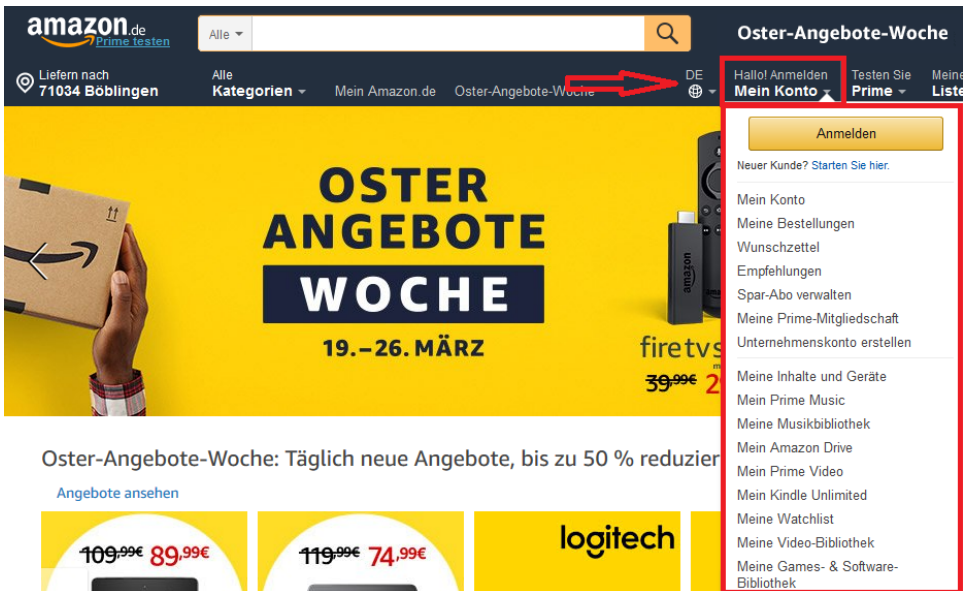 amazon.de
Prime testen
Alle
Oster-Angebote-Woche
Liefern nach
71034 Böblingen
Alle
Kategorien
Mein Amazon.de
Oster-Angebote-Woche
DE
Hallo! Anmelden
Mein Konto
Testen Sie
Prime
Meine
Liste
OSTER
ANGEBOTE
WOCHE
19.–26. MÄRZ
amazon
firetvs
39,99€ 2
Anmelden
Neuer Kunde? Starten Sie hier.
Mein Konto
Meine Bestellungen
Wunschzettel
Empfehlungen
Spar-Abo verwalten
Meine Prime-Mitgliedschaft
Unternehmenskonto erstellen
Meine Inhalte und Geräte
Mein Prime Music
Meine Musikbibliothek
Mein Amazon Drive
Mein Prime Video
Mein Kindle Unlimited
Meine Watchlist
Meine Video-Bibliothek
Meine Games- & Software-
Bibliothek
Oster-Angebote-Woche: Täglich neue Angebote, bis zu 50 % reduzier
Angebote ansehen
109,99€ 89,99€
119,99€ 74,99€
logitech